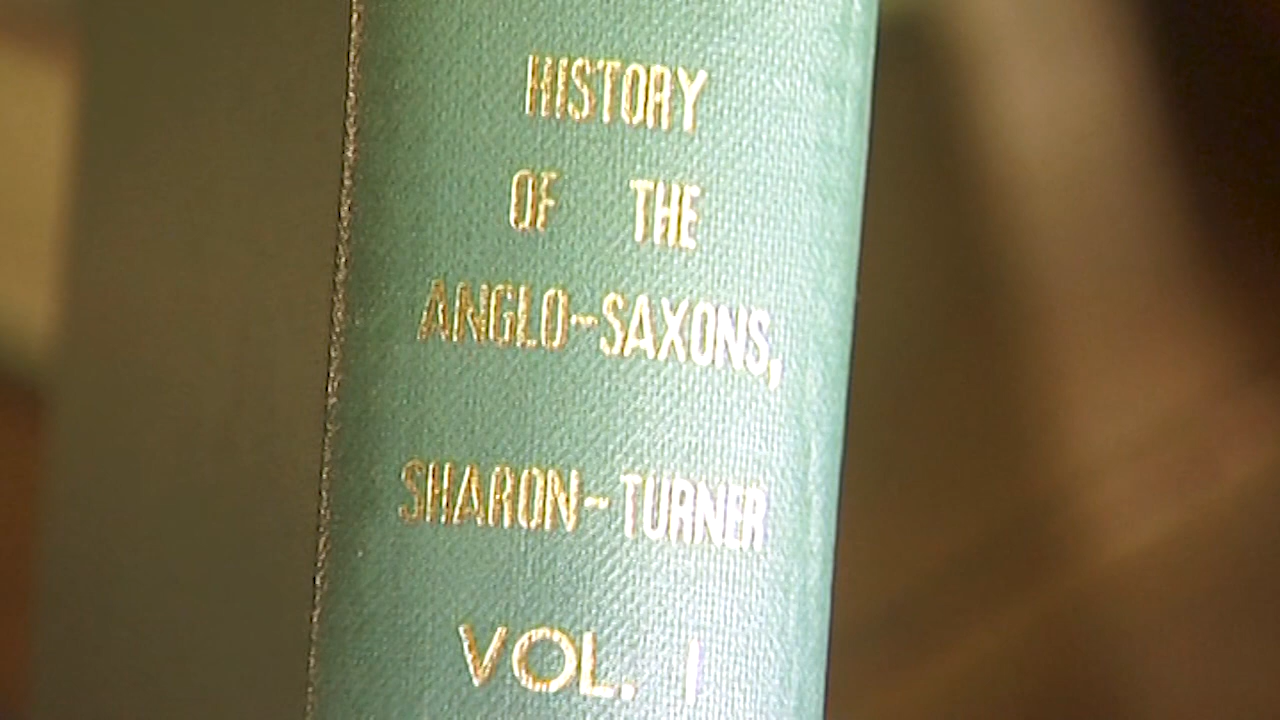 HISTORY
OF THE
ANGLO-SAXONS,
SHARON-TURNER
VOL. I